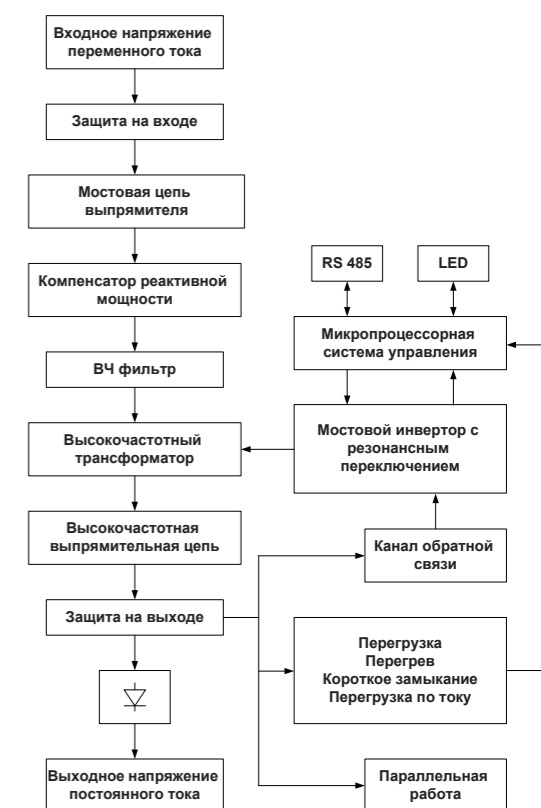 Входное напряжение
переменного тока
Защита на входе
Мостовая цепь
выпрямителя
Компенсатор реактивной
мощности
ВЧ фильтр
Высокочастотный
трансформатор
Высокочастотная
выпрямительная цепь
Защита на выходе
Выходное напряжение
постоянного тока
RS 485
LED
Микропроцессорная
система управления
Мостовой инвертор с
резонансным
переключением
Канал обратной
связи
Перегрузка
Перегрев
Короткое замыкание
Перегрузка по току
Параллельная
работа